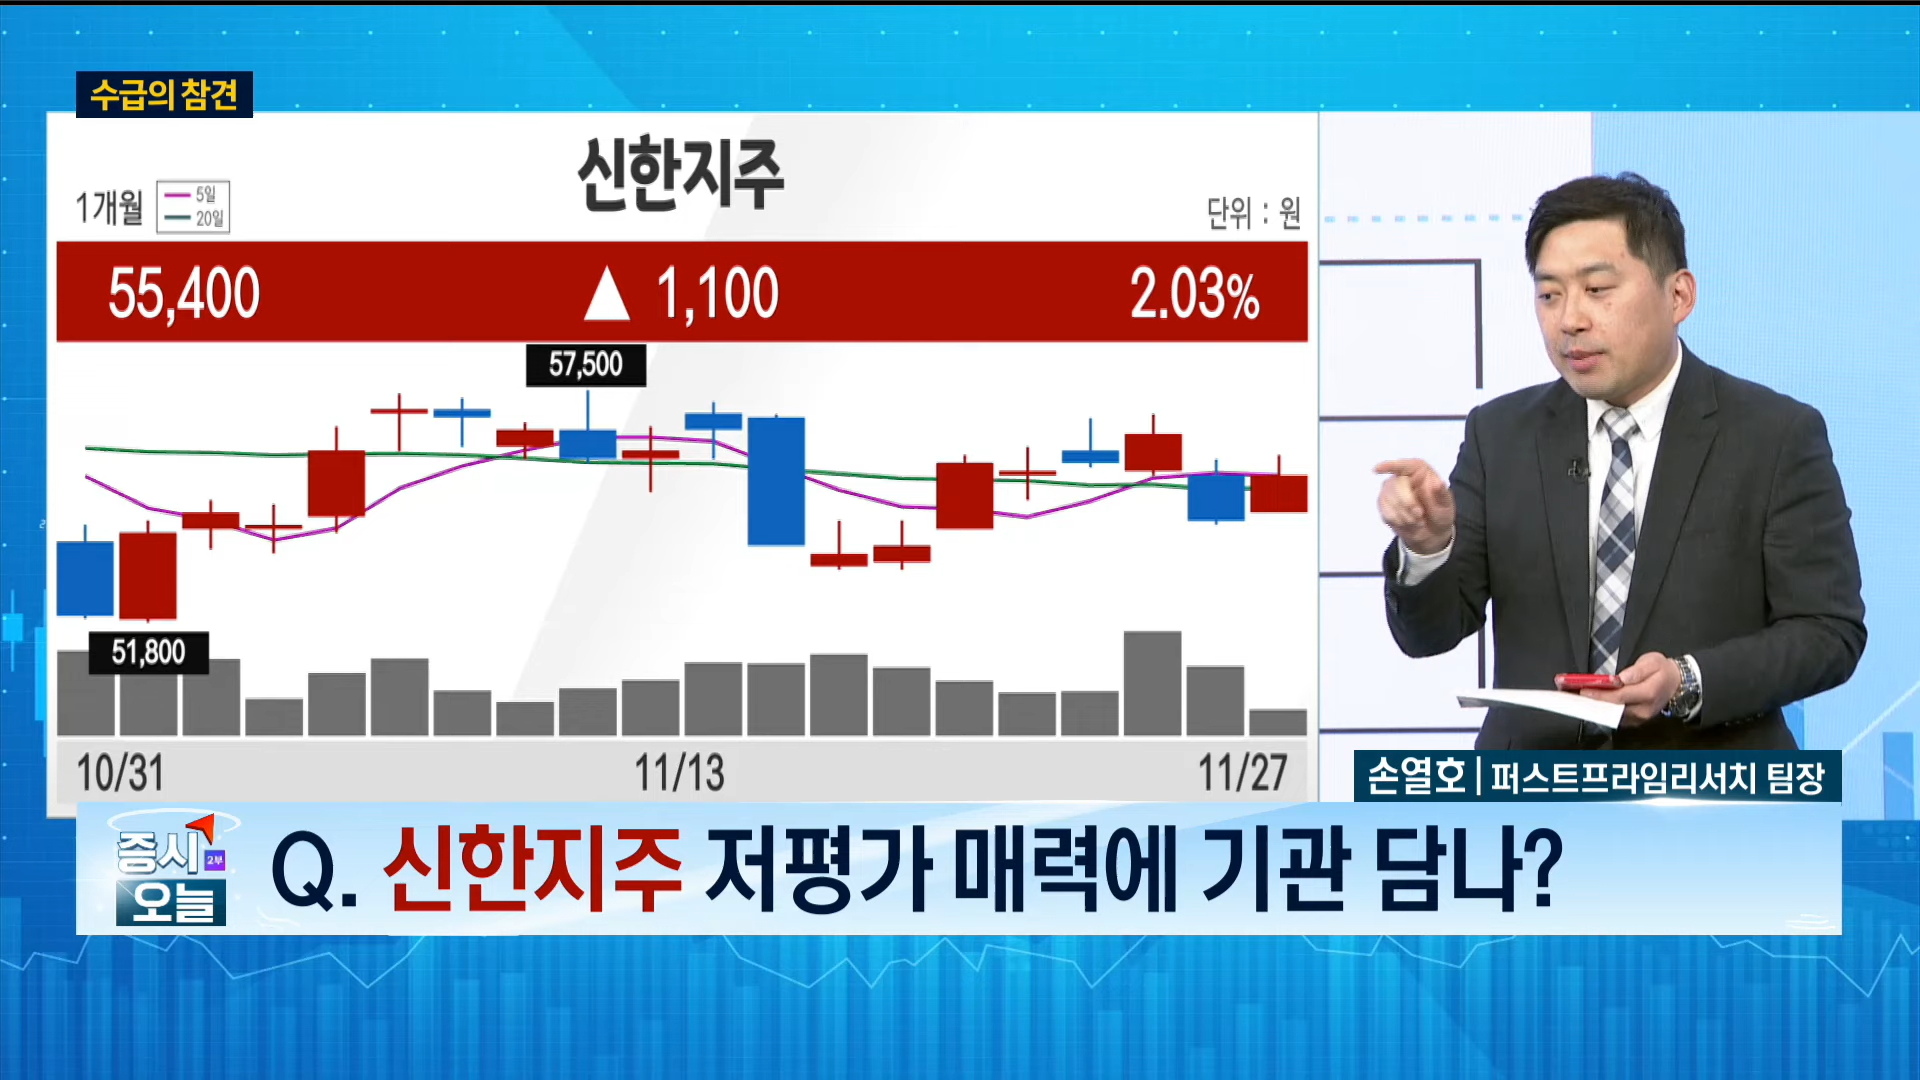 수급의 참견
신한지주
1개월
5일
20일
단위 : 원
55,400 ▲ 1,100 2.03%
57,500
51,800
10/31 11/13 11/27
손열호 | 퍼스트프라임리서치 팀장
증시 2부
오늘
Q. 신한지주 저평가 매력에 기관 담나?